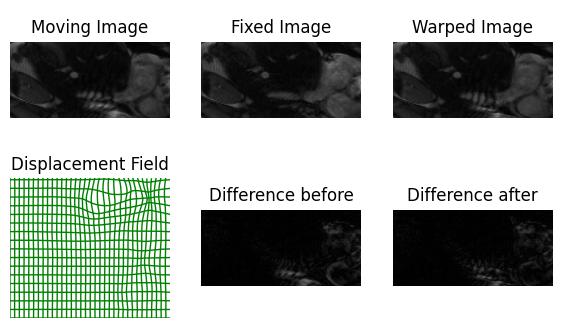 Moving Image
Fixed Image
Warped Image
Displacement Field
Difference before
Difference after